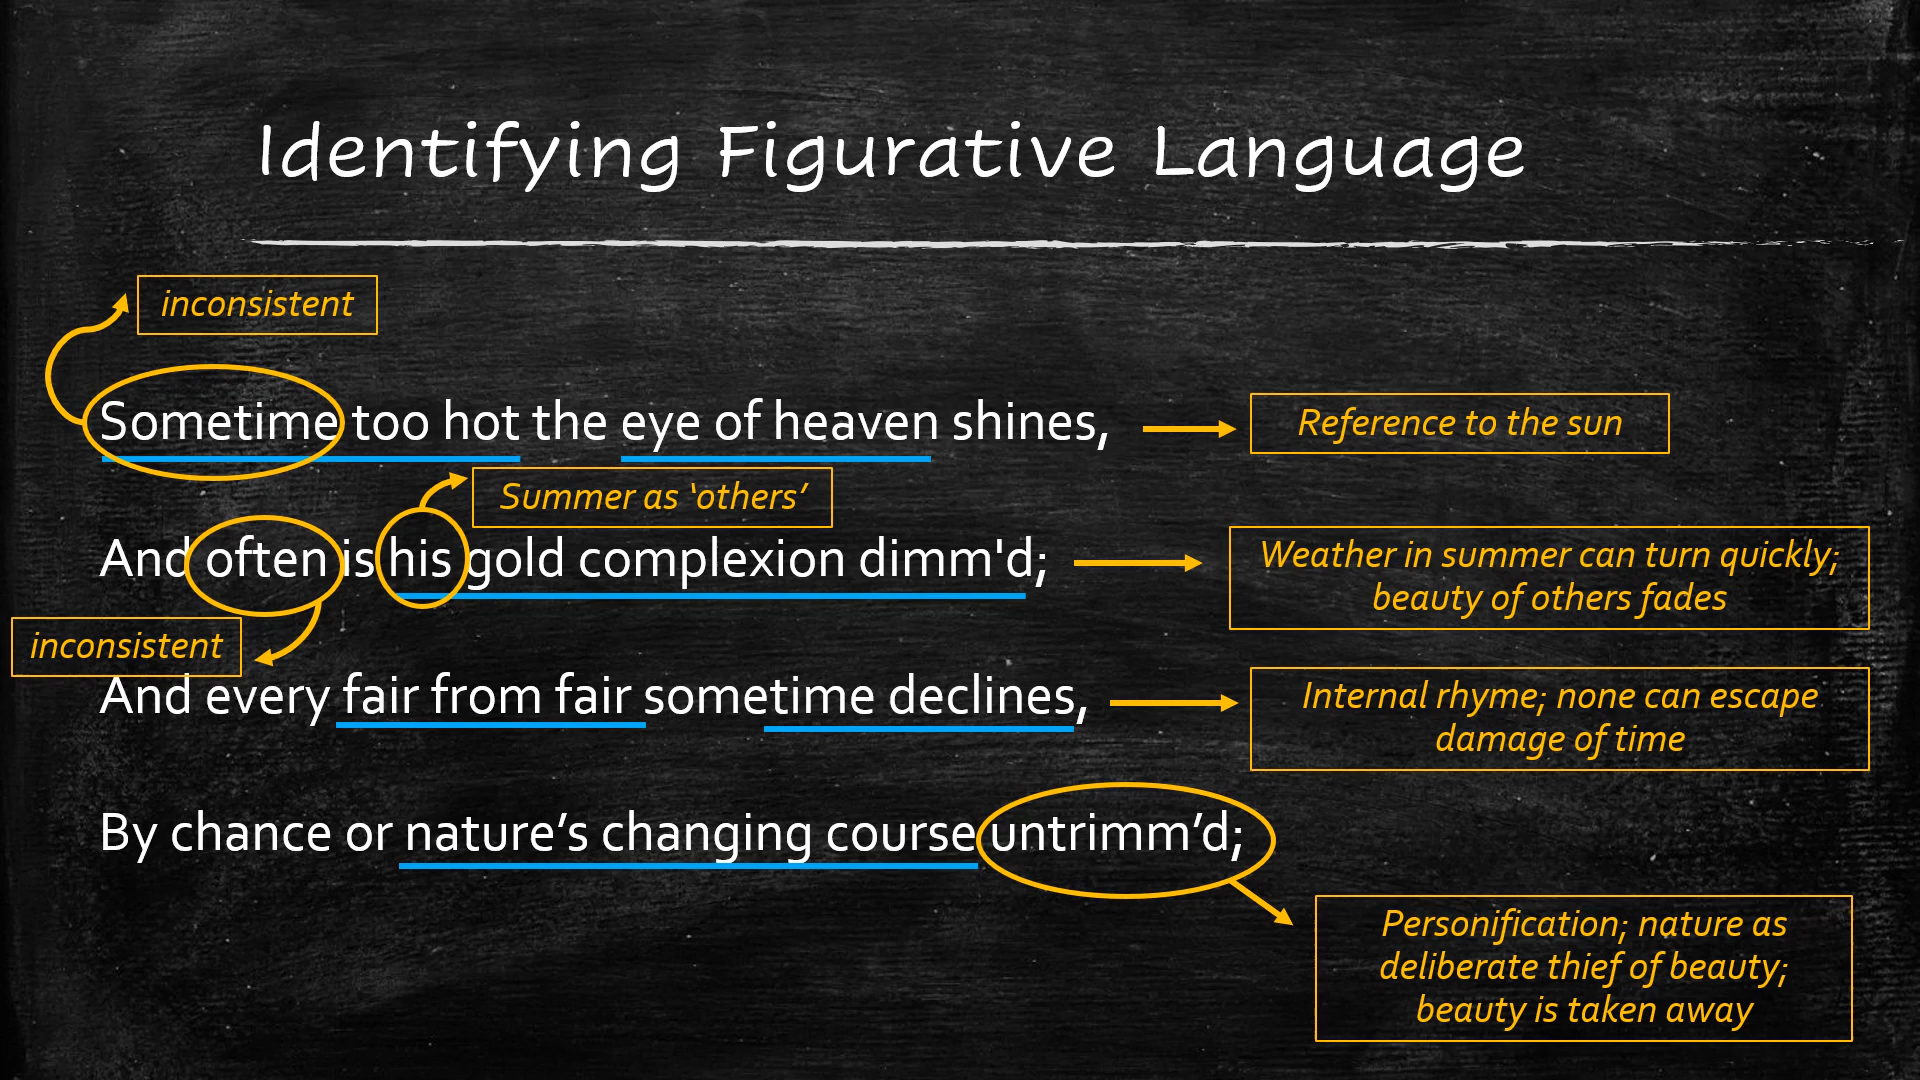 Identifying Figurative Language
inconsistent
Sometime too hot the eye of heaven shines,
Reference to the sun
Summer as ‘others’
And often is his gold complexion dimm'd;
Weather in summer can turn quickly;
beauty of others fades
inconsistent
And every fair from fair sometime declines,
Internal rhyme; none can escape
damage of time
By chance or nature’s changing course untrimm’d;
Personification; nature as
deliberate thief of beauty;
beauty is taken away